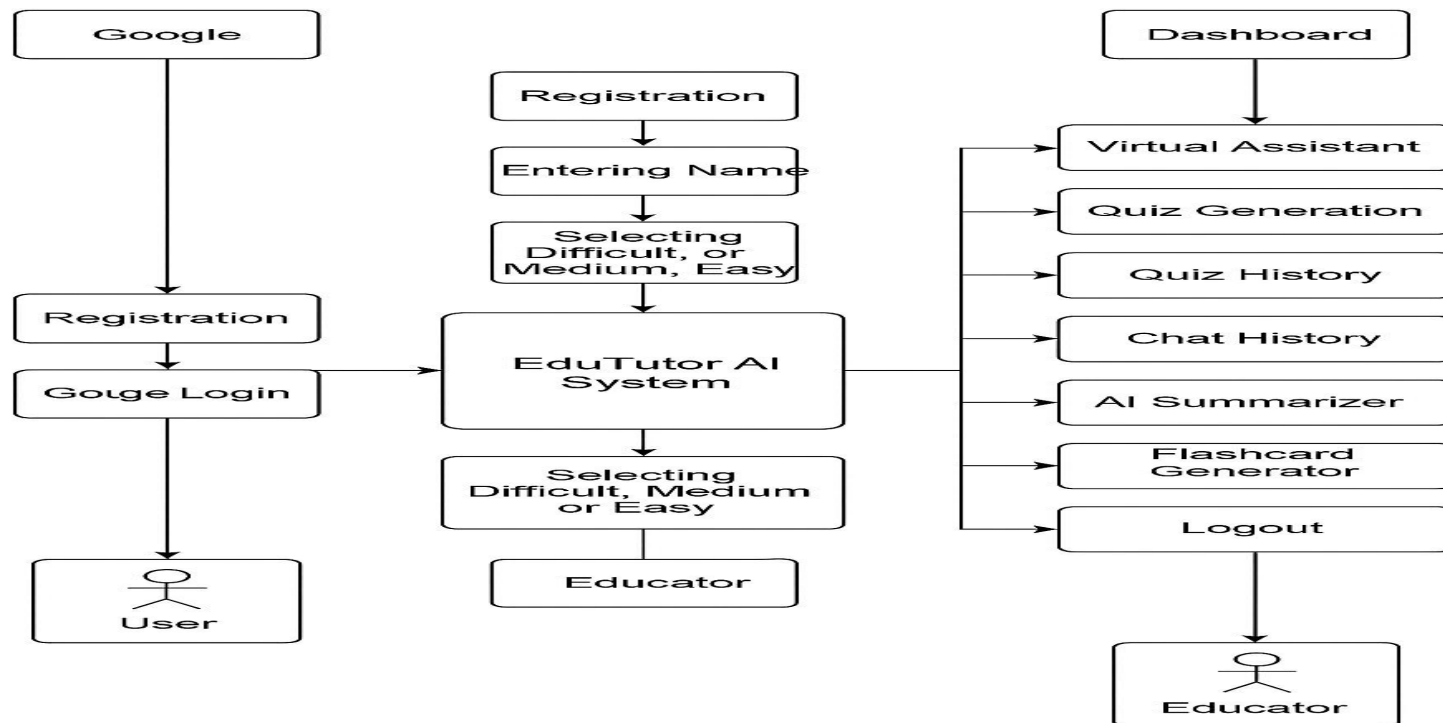 Google
Registration
Gouge Login
User
Registration
Entering Name
Selecting
Difficult, or
Medium, Easy
EduTutor AI
System
Selecting
Difficult, Medium
or Easy
Educator
Dashboard
Virtual Assistant
Quiz Generation
Quiz History
Chat History
AI Summarizer
Flashcard
Generator
Logout
Educator